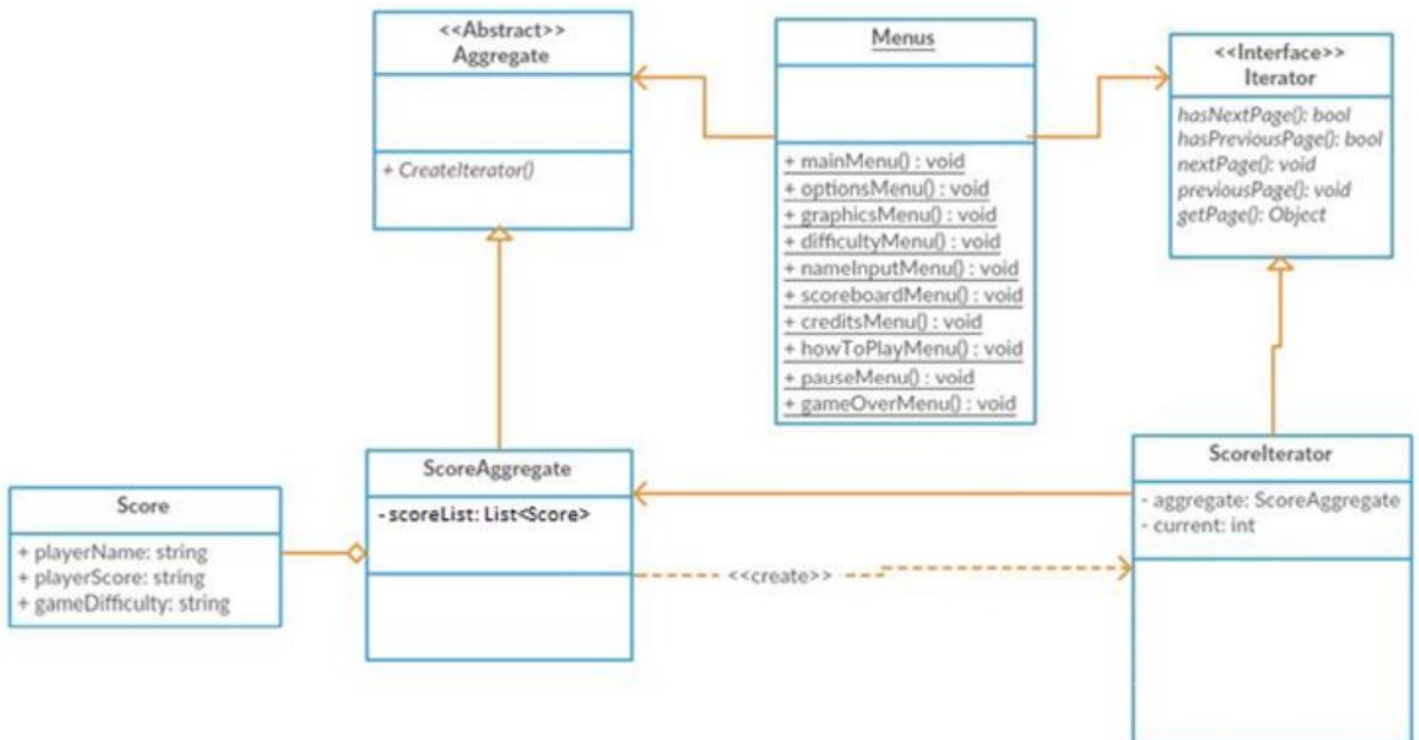 <<Abstract>>
Aggregate
+ CreateIterator()
Menus
+ mainMenu() : void
+ optionsMenu() : void
+ graphicsMenu() : void
+ difficultyMenu() : void
+ nameInputMenu() : void
+ scoreboardMenu() : void
+ creditsMenu() : void
+ howToPlayMenu() : void
+ pauseMenu() : void
+ gameOverMenu() : void
<<Interface>>
Iterator
hasNextPage(): bool
hasPreviousPage(): bool
nextPage(): void
previousPage(): void
getPage(): Object
Score
+ playerName: string
+ playerScore: string
+ gameDifficulty: string
ScoreAggregate
- scoreList: List<Score>
<<create>>
ScoreIterator
- aggregate: ScoreAggregate
- current: int